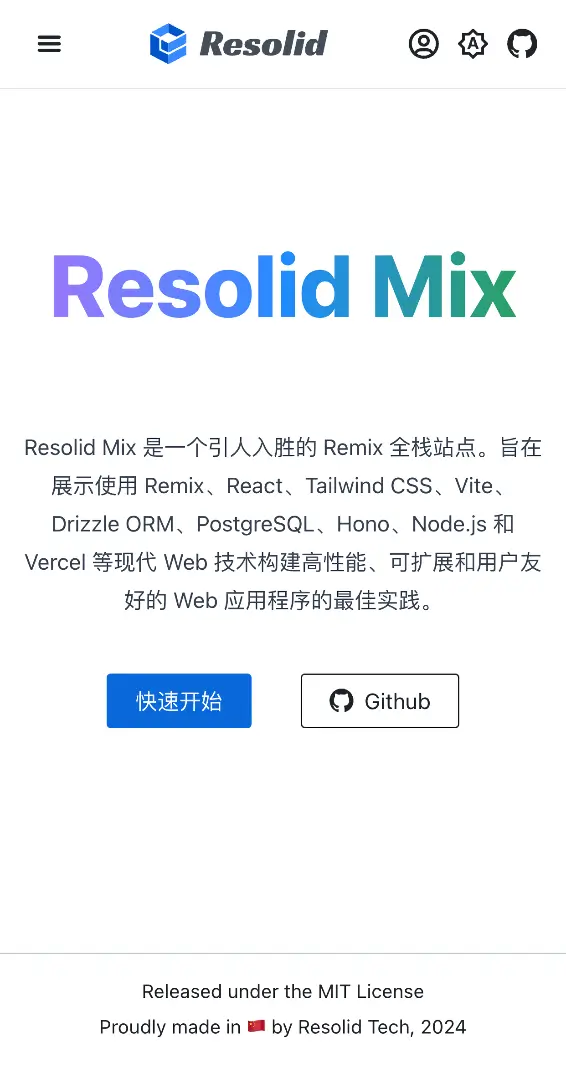 Resolid
A
Resolid Mix
Resolid Mix 是一个引人入胜的 Remix 全栈站点。旨在
展示使用 Remix、React、Tailwind CSS、Vite、
Drizzle ORM、PostgreSQL、Hono、Node.js 和
Vercel 等现代 Web 技术构建高性能、可扩展和用户友
好的 Web 应用程序的最佳实践。
快速开始
Github
Released under the MIT License
Proudly made in 🇨🇳 by Resolid Tech, 2024